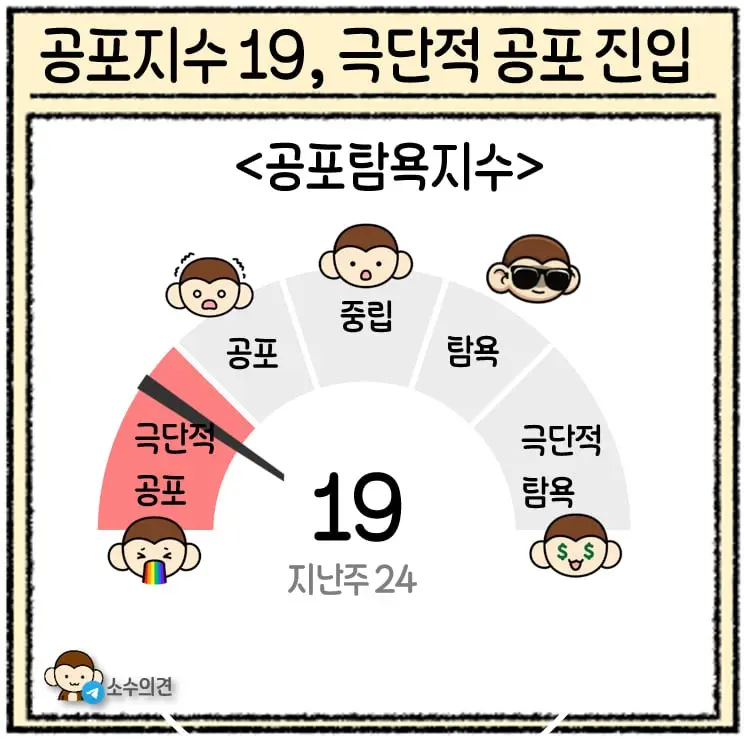 공포지수 19, 극단적 공포 진입
<공포탐욕지수>
중립
공포
탐욕
극단적
공포
극단적
탐욕
19
지난주 24
$ $
소수의견